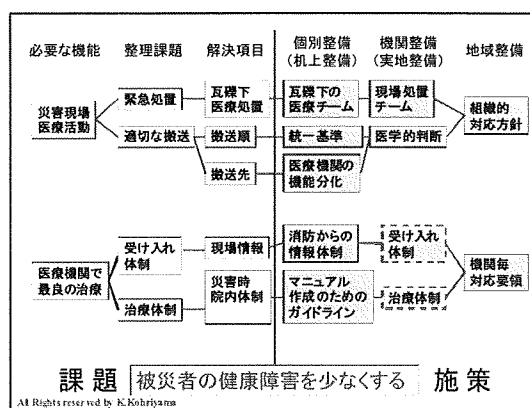 必要な機能
整理課題
解決項目
個別整備
(机上整備)
機関整備
(実地整備)
地域整備
災害現場
医療活動
緊急処置
瓦礫下
医療処置
瓦礫下の
医療チーム
現場処置
チーム
組織的
対応方針
適切な搬送
搬送順
統一基準
医学的判断
搬送先
医療機関の
機能分化
医療機関で
最良の治療
受け入れ
体制
現場情報
消防からの
情報体制
受け入れ
体制
機関毎
対応要領
治療体制
災害時
院内体制
マニュアル
作成のための
ガイドライン
治療体制
課題 被災者の健康障害を少なくする 施策
All Rights reserved by K.Kohriyama